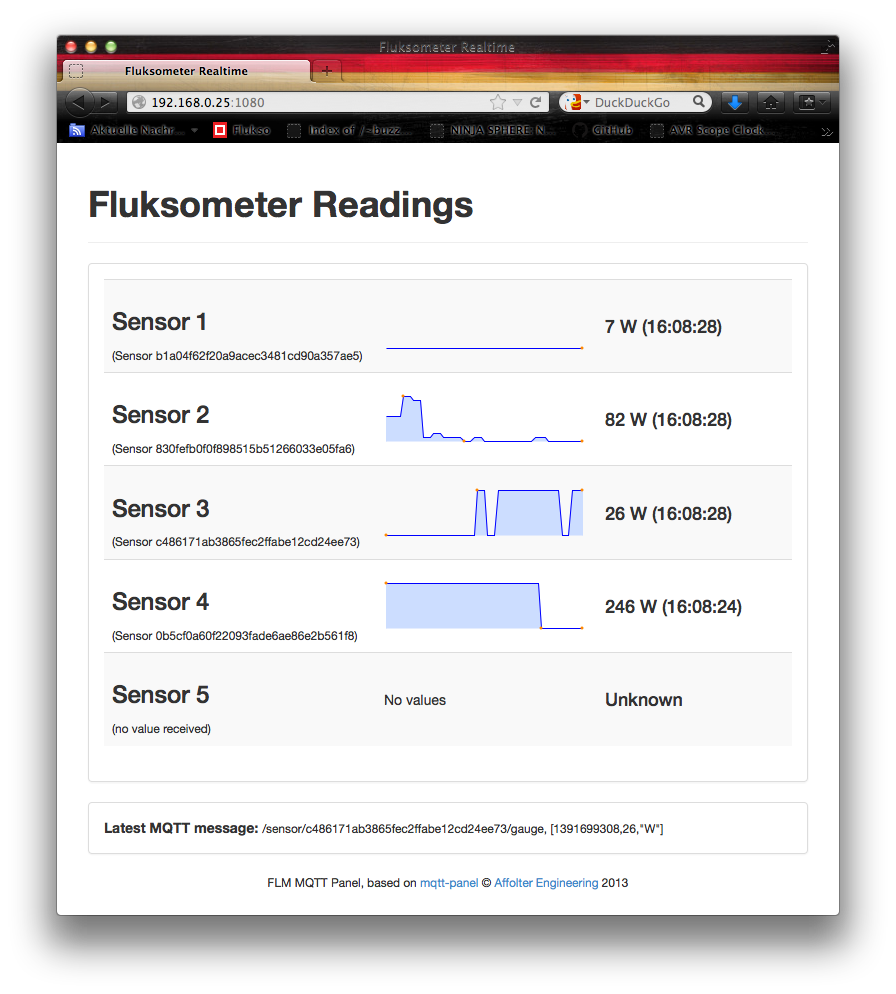 Fluksometer Realtime
Fluksometer Realtime
192.168.0.25:1080
DuckDuckGo
Aktuelle Nachr... Flukso Index of /~buzz... NINJA SPHERE: N... GitHub AVR Scope Clock...
Fluksometer Readings
Sensor 1
7 W (16:08:28)
(Sensor b1a04f62f20a9acec3481cd90a357ae5)
Sensor 2
82 W (16:08:28)
(Sensor 830fefb0f0f898515b51266033e05fa6)
Sensor 3
26 W (16:08:28)
(Sensor c486171ab3865fec2ffabe12cd24ee73)
Sensor 4
246 W (16:08:24)
(Sensor 0b5cf0a60f22093fade6ae86e2b561f8)
Sensor 5
No values
Unknown
(no value received)
Latest MQTT message: /sensor/c486171ab3865fec2ffabe12cd24ee73/gauge, [1391699308,26,"W"]
FLM MQTT Panel, based on mqtt-panel © Affolter Engineering 2013